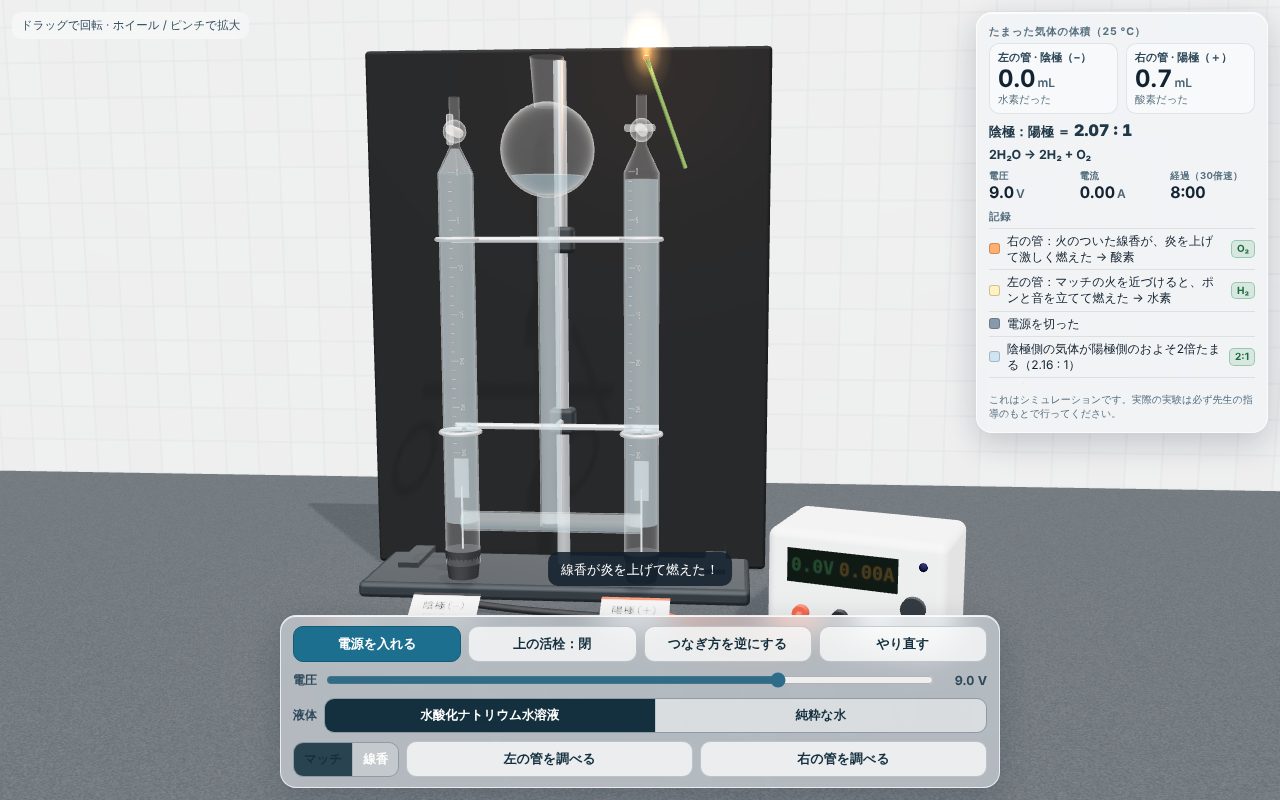 ドラッグで回転 · ホイール / ピンチで拡大
たまった気体の体積（25 °C）
左の管 · 陰極（−）
0.0 mL
水素だった
右の管 · 陽極（+）
0.7 mL
酸素だった
陰極：陽極 ＝ 2.07 : 1
2H₂O → 2H₂ + O₂
電圧
9.0 V
電流
0.00 A
経過（30倍速）
8:00
記録
右の管：火のついた線香が、炎を上げ
て激しく燃えた → 酸素
O₂
左の管：マッチの火を近づけると、ポ
ンと音を立てて燃えた → 水素
H₂
電源を切った
陰極側の気体が陽極側のおよそ2倍たま
る（2.16 : 1）
2:1
これはシミュレーションです。実際の実験は必ず先生の指
導のもとで行ってください。
0.0V 0.00A
線香が炎を上げて燃えた！
陰極(−)
陽極(+)
電源を入れる
上の活栓：閉
つなぎ方を逆にする
やり直す
電圧
9.0 V
液体
水酸化ナトリウム水溶液
純粋な水
マッチ
線香
左の管を調べる
右の管を調べる